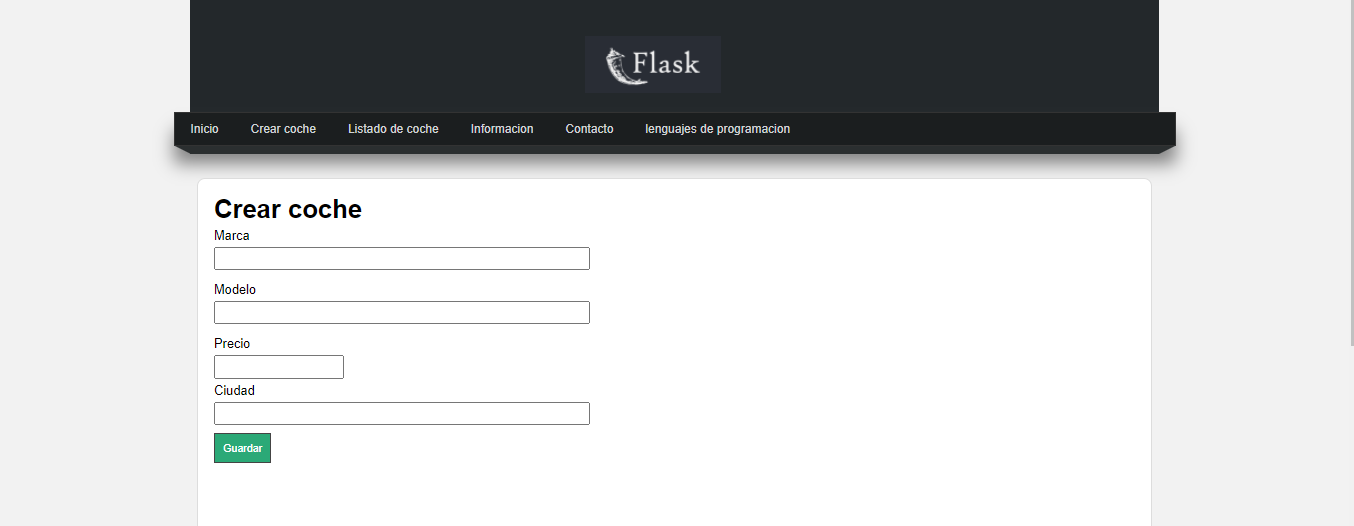 Flask
Inicio Crear coche Listado de coche Informacion Contacto lenguajes de programacion
Crear coche
Marca
Modelo
Precio
Ciudad
Guardar